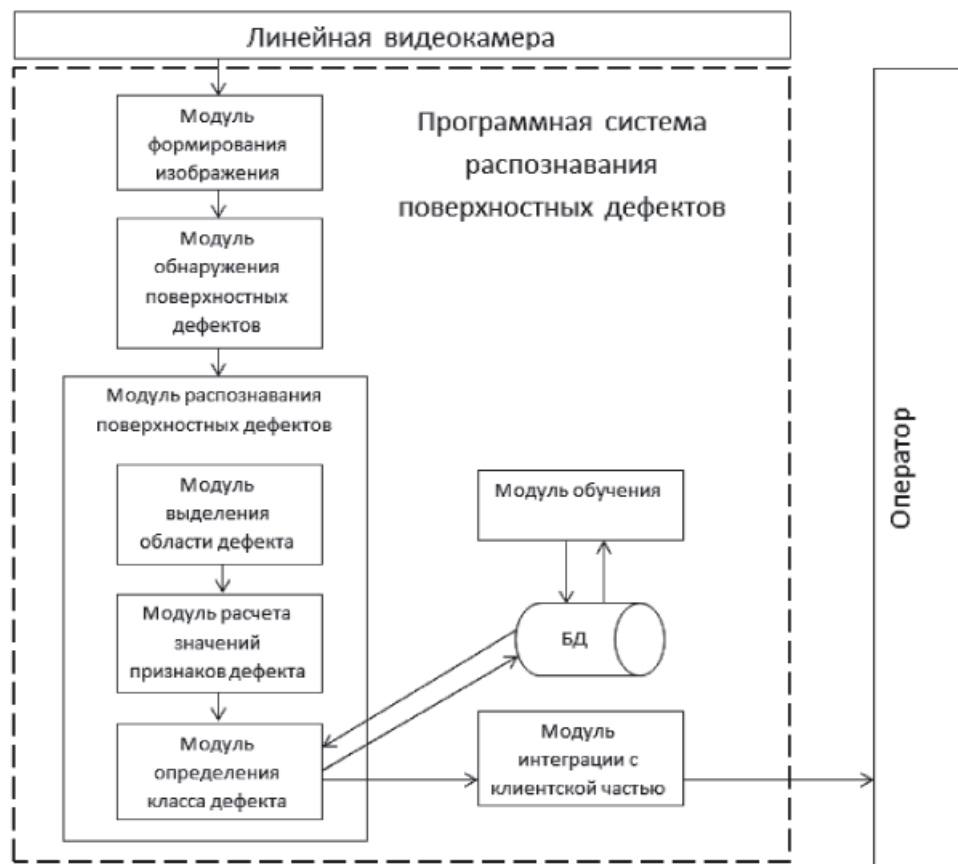 Линейная видеокамера
Модуль
формирования
изображения
Программная система
распознавания
поверхностных дефектов
Модуль
обнаружения
поверхностных
дефектов
Модуль распознавания
поверхностных дефектов
Модуль
выделения
области дефекта
Модуль расчета
значений
признаков дефекта
Модуль
определения
класса дефекта
Модуль обучения
БД
Модуль
интеграции с
клиентской частью
Оператор